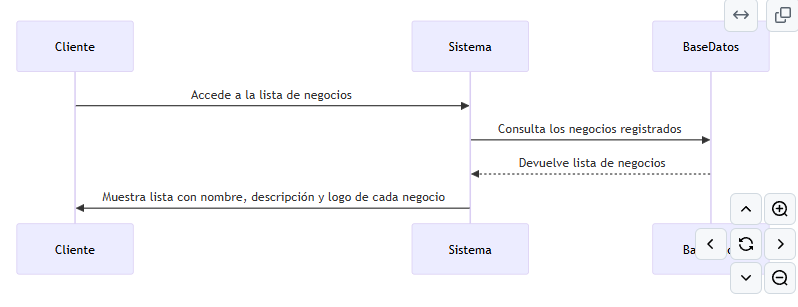 Cliente
Sistema
BaseDatos
Accede a la lista de negocios
Consulta los negocios registrados
Devuelve lista de negocios
Muestra lista con nombre, descripción y logo de cada negocio
Cliente
Sistema